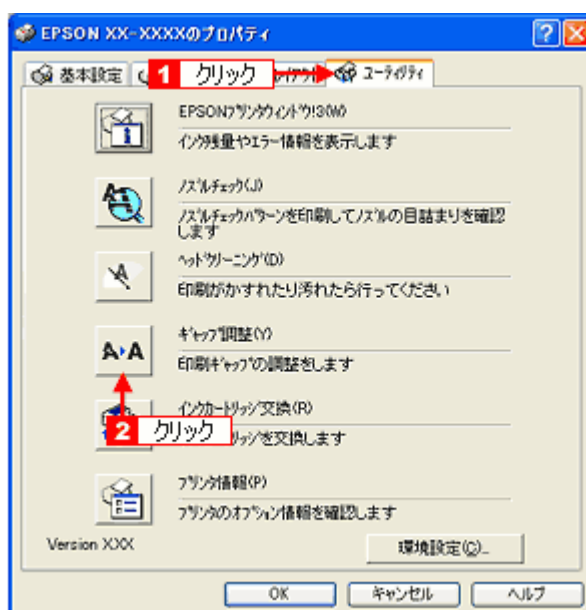 EPSON XX-XXXXのプロパティ
基本設定
1 クリック
ユーティリティ
EPSONプリンタウィンドウ!3(W)
インク残量やエラー情報を表示します
ノズルチェック(J)
ノズルチェックパターンを印刷してノズルの目詰まりを確認
します
ヘッドクリーニング(D)
印刷がかすれたり汚れたら行ってください
ギャップ調整(Y)
印刷ギャップの調整をします
インクカートリッジ交換(R)
2 クリック
リッジを交換します
プリンタ情報(P)
プリンタのオプション情報を確認します
Version XXX
環境設定(C)...
OK
キャンセル
ヘルプ